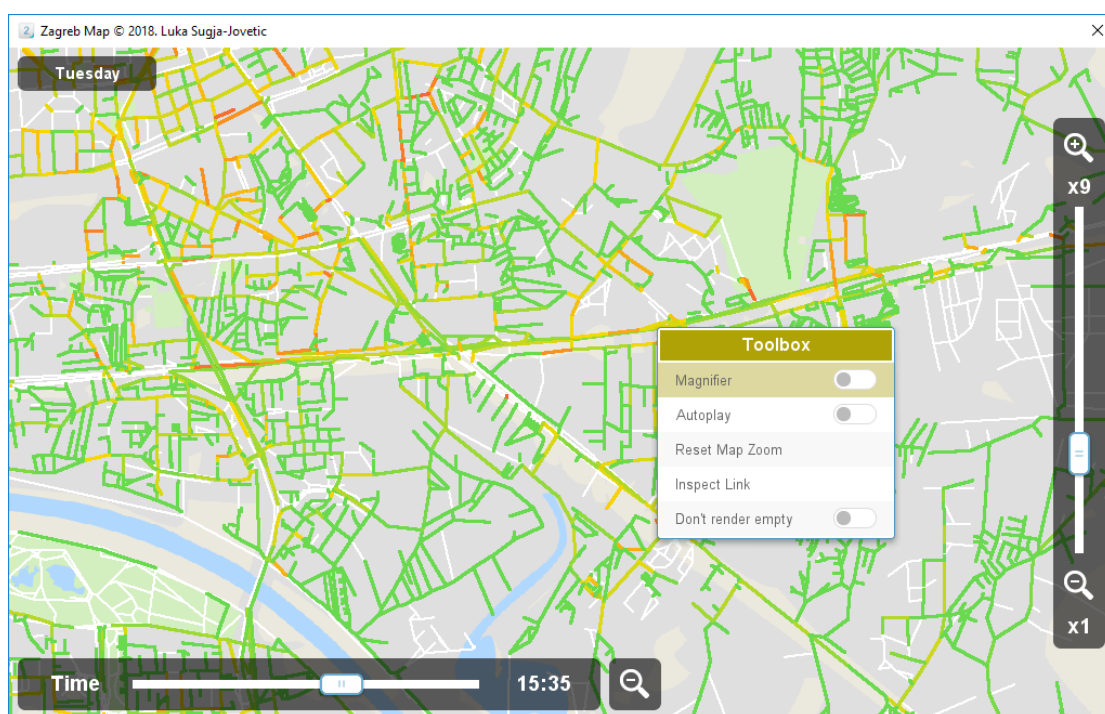 Zagreb Map © 2018. Luka Sugja-Jovetic
Tuesday
x9
Toolbox
Magnifier
Autoplay
Reset Map Zoom
Inspect Link
Don't render empty
x1
Time 15:35